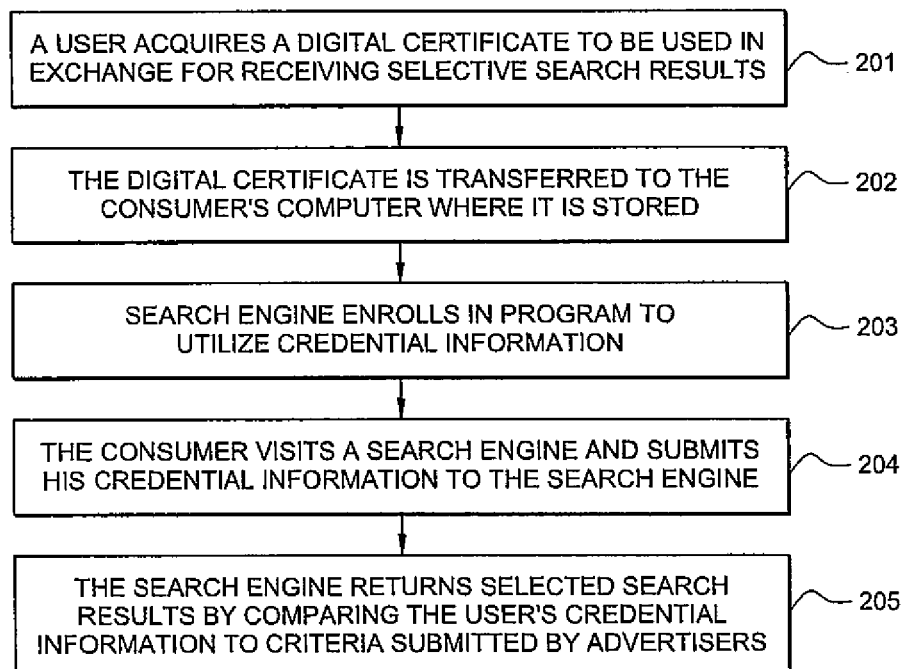 A USER ACQUIRES A DIGITAL CERTIFICATE TO BE USED IN
EXCHANGE FOR RECEIVING SELECTIVE SEARCH RESULTS
201
THE DIGITAL CERTIFICATE IS TRANSFERRED TO THE
CONSUMER'S COMPUTER WHERE IT IS STORED
202
SEARCH ENGINE ENROLLS IN PROGRAM TO
UTILIZE CREDENTIAL INFORMATION
203
THE CONSUMER VISITS A SEARCH ENGINE AND SUBMITS
HIS CREDENTIAL INFORMATION TO THE SEARCH ENGINE
204
THE SEARCH ENGINE RETURNS SELECTED SEARCH
RESULTS BY COMPARING THE USER'S CREDENTIAL
INFORMATION TO CRITERIA SUBMITTED BY ADVERTISERS
205